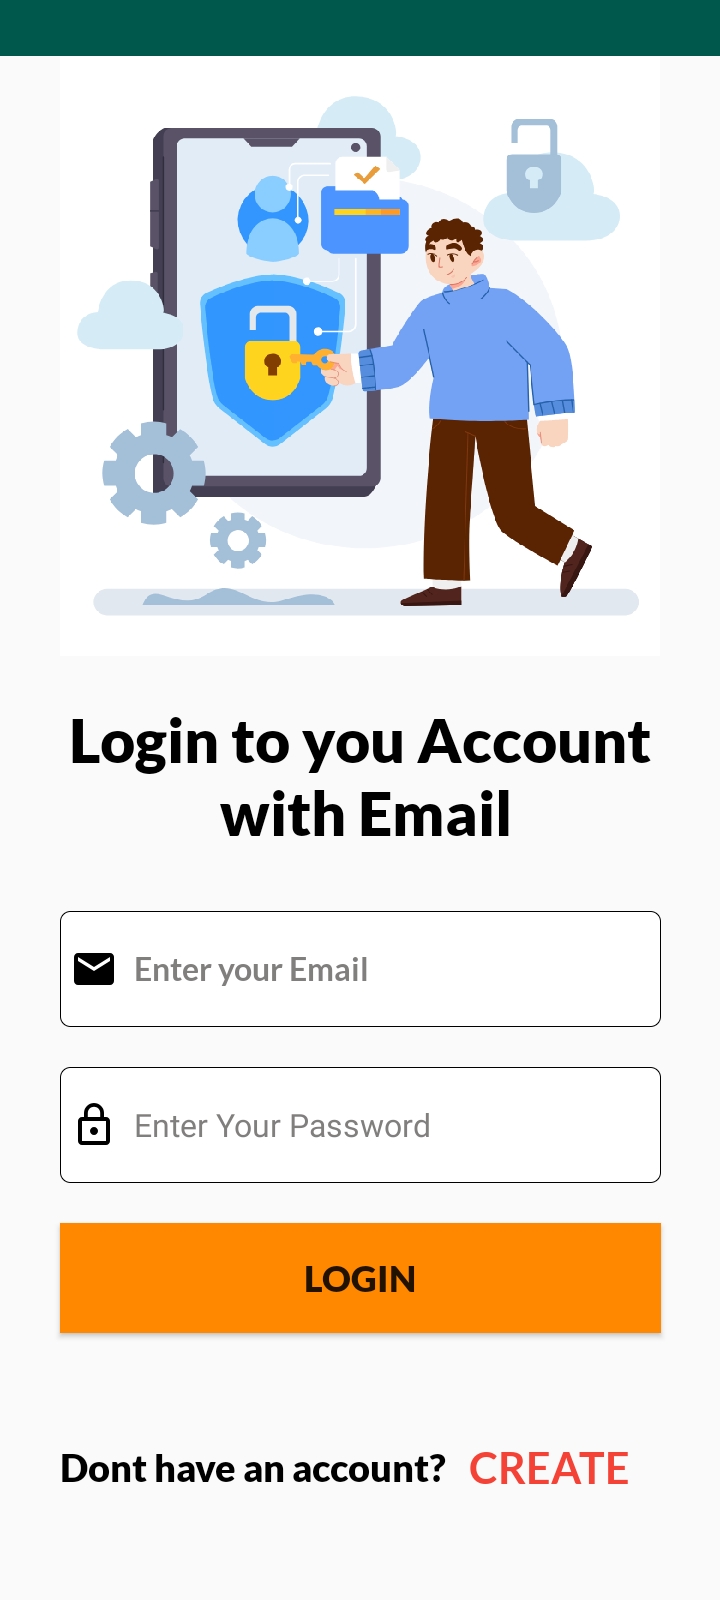 Login to you Account
with Email
Enter your Email
Enter Your Password
LOGIN
Dont have an account? CREATE